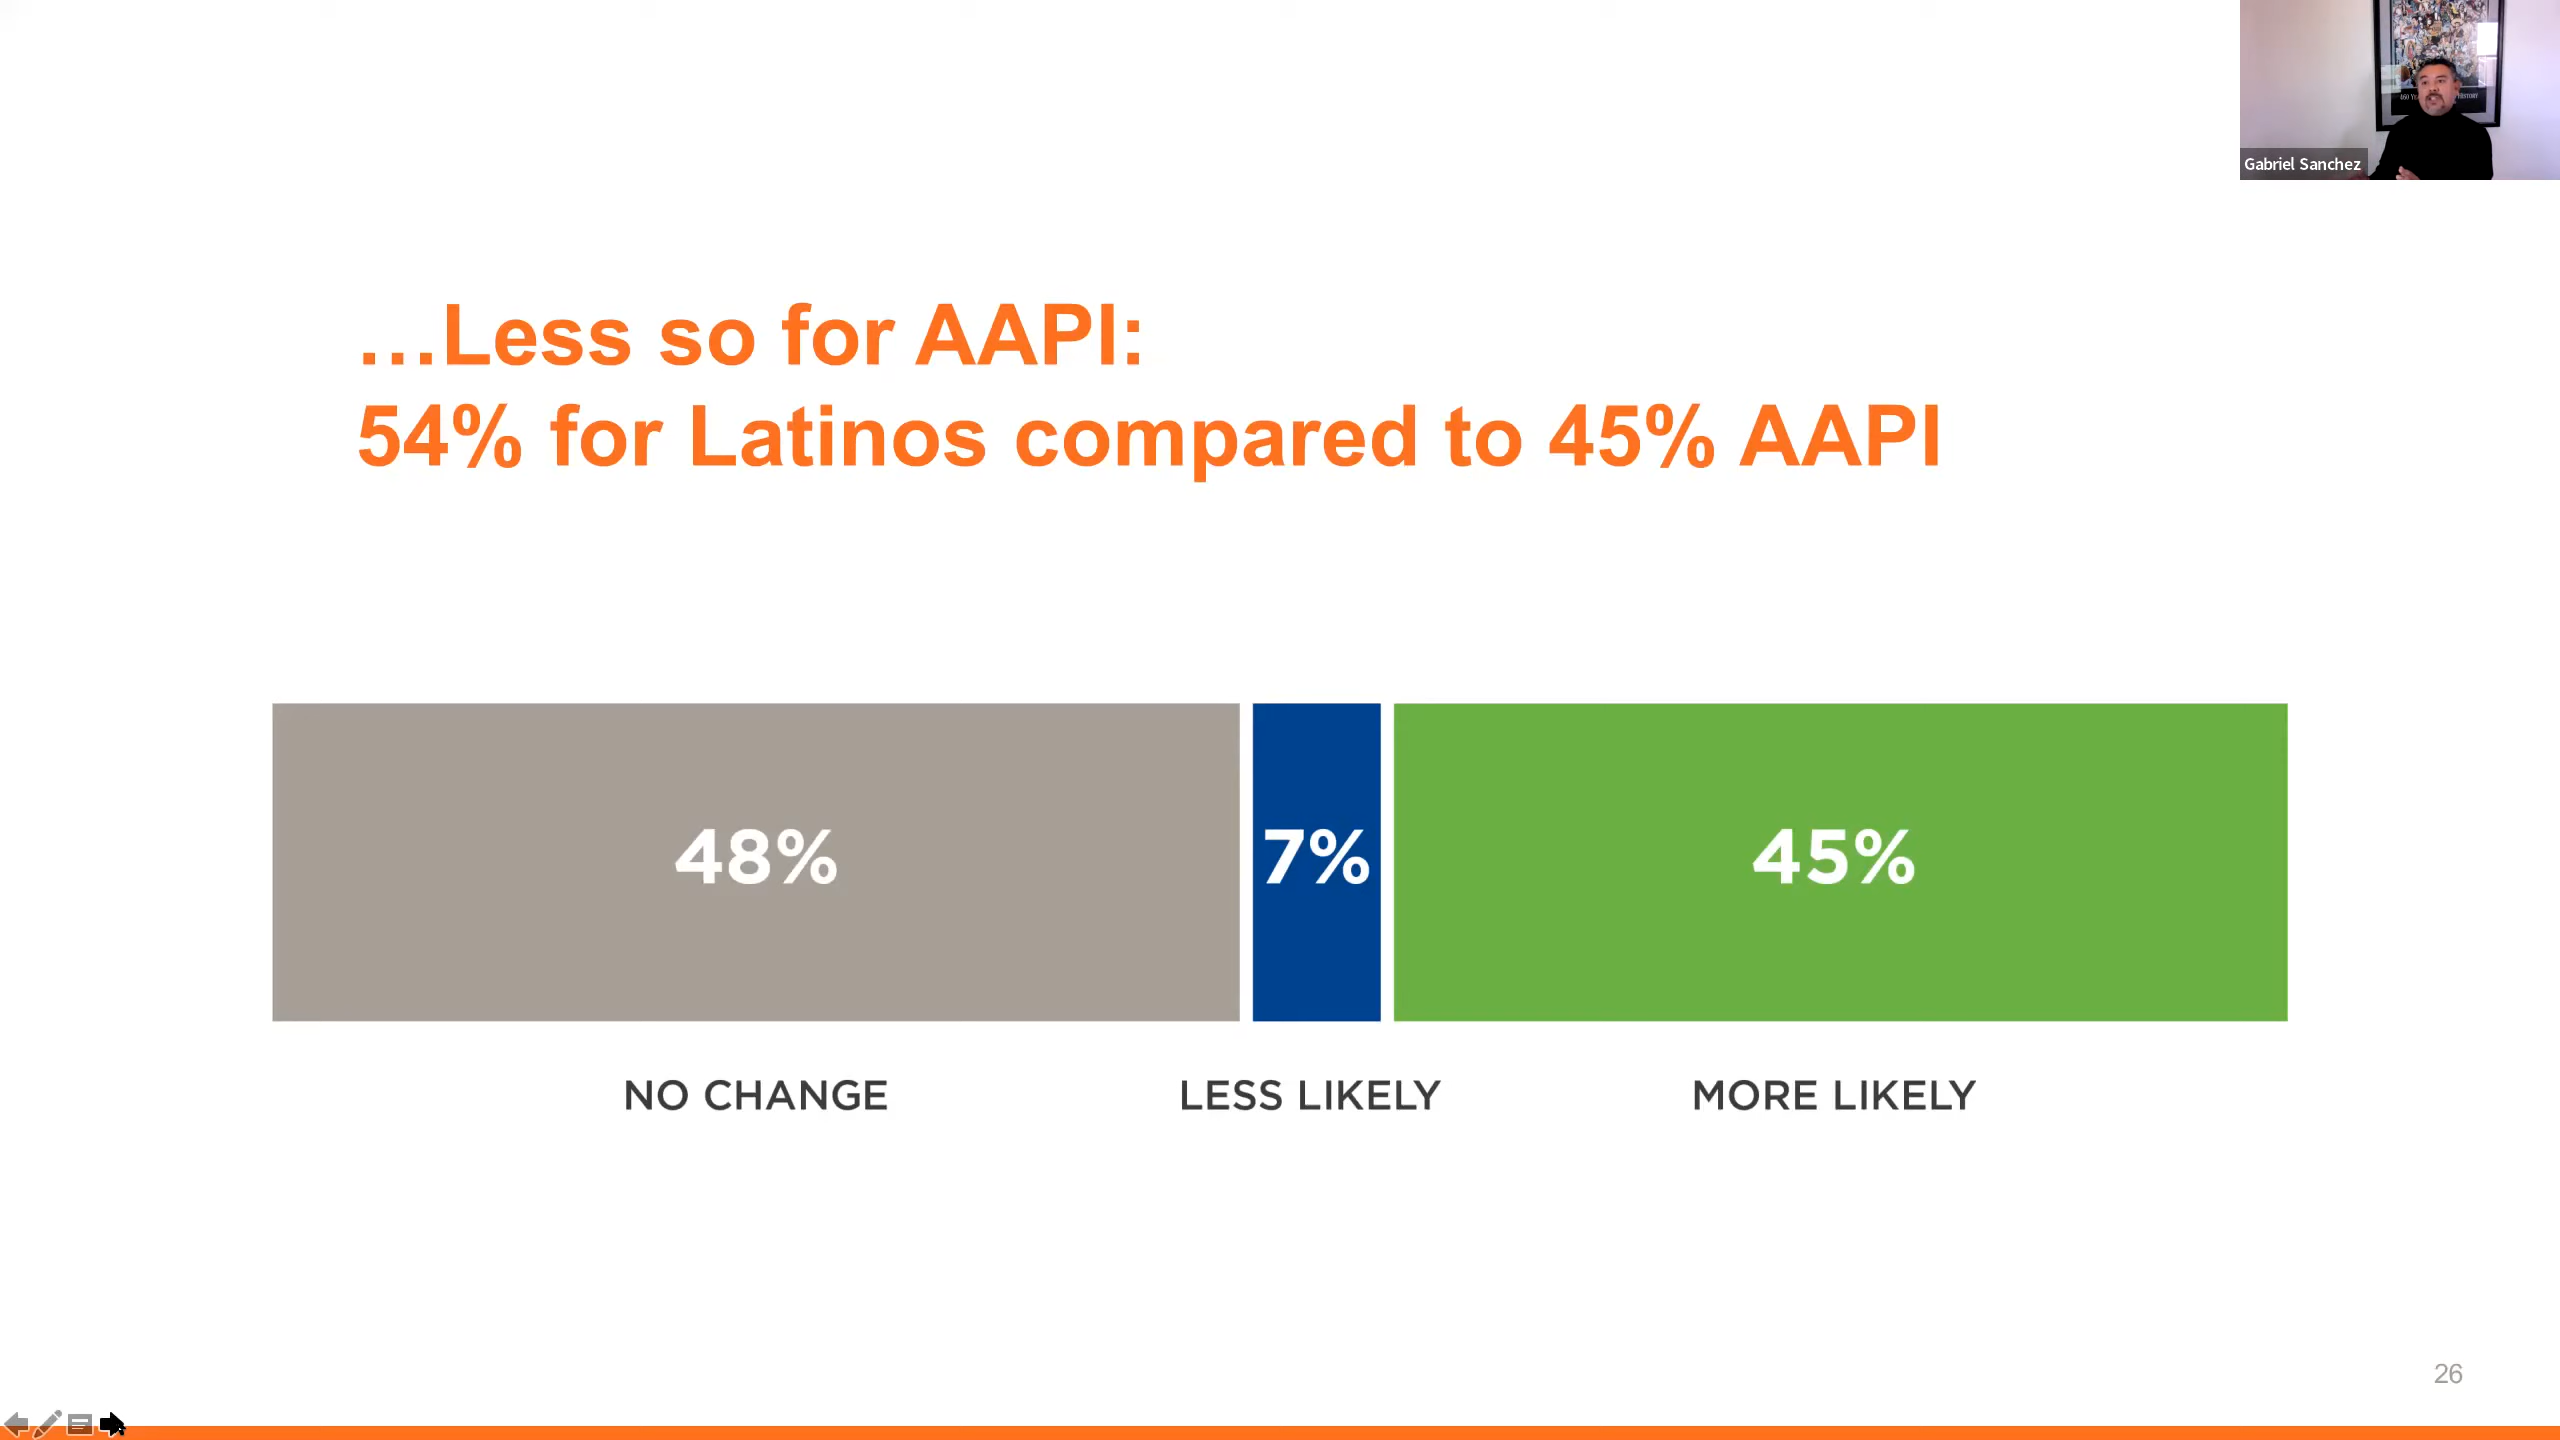 Gabriel Sanchez
…Less so for AAPI:
54% for Latinos compared to 45% AAPI
48%
7%
45%
NO CHANGE
LESS LIKELY
MORE LIKELY
26